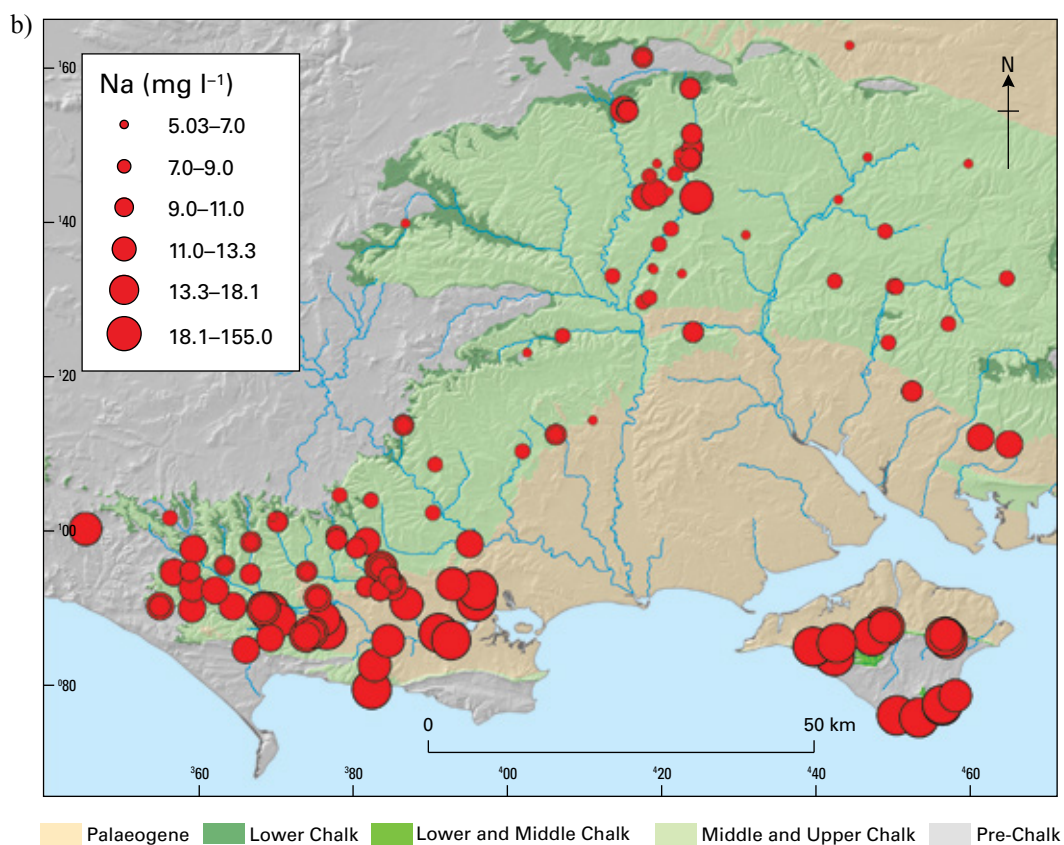 b)
Na (mg l⁻¹)
5.03–7.0
7.0–9.0
9.0–11.0
11.0–13.3
13.3–18.1
18.1–155.0
N
¹60
¹40
¹20
¹00
⁰80
0 50 km
³60 ³80 ⁴00 ⁴20 ⁴40 ⁴60
Palaeogene Lower Chalk Lower and Middle Chalk Middle and Upper Chalk Pre-Chalk